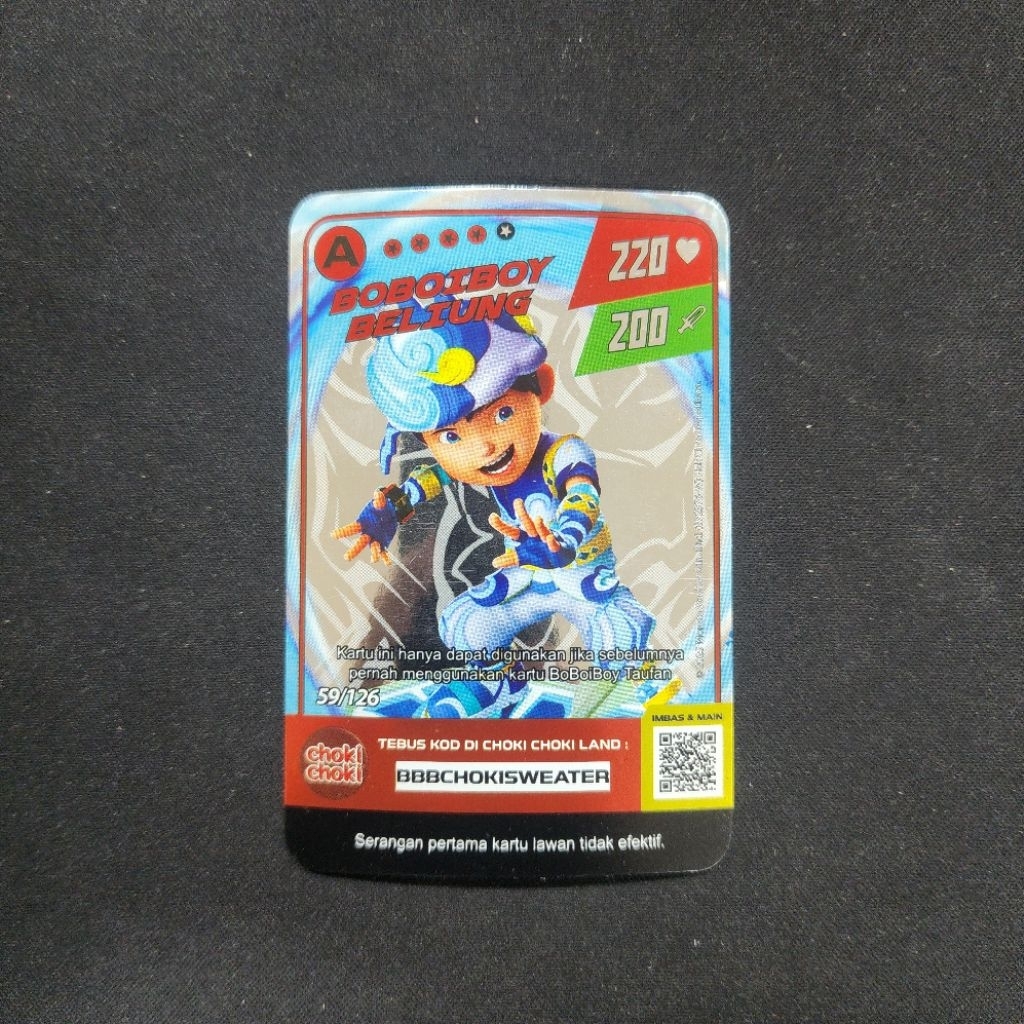 A
BOBOIBOY
BELIUNG
220
200
Kartu ini hanya dapat digunakan jika sebelumnya
pernah menggunakan kartu BoBoiBoy Taufan
59/126
choki
choki
TEBUS KOD DI CHOKI CHOKI LAND :
BBBCHOKISWEATER
IMBAS & MAIN
Serangan pertama kartu lawan tidak efektif.